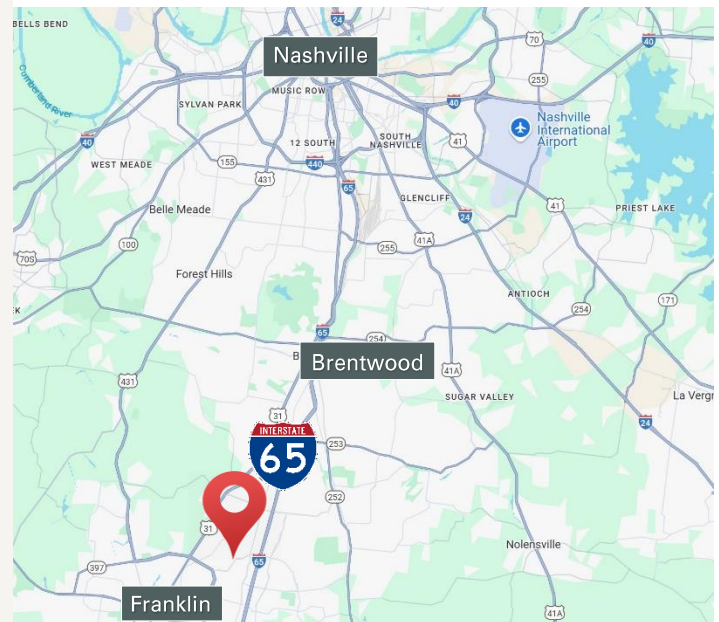 BELLS BEND
24
Nashville
70
40
Cumberland
River
MUSIC ROW
255
SYLVAN PARK
40
Nashville
International
Airport
40
12 SOUTH
SOUTH
NASHVILLE
41
WEST MEADE
155
440
431
65
GLENCLIFF
41
Belle Meade
24
PRIEST LAKE
100
255
41A
70S
Forest Hills
ANTIOCH
171
254
65
254
B
Brentwood
41A
431
SUGAR VALLEY
La Verg
31
24
INTERSTATE
65
253
252
31
Nolensville
65
397
Franklin
41A